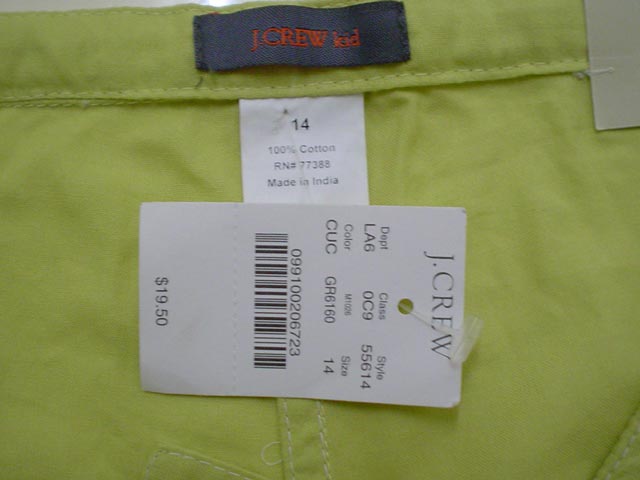 J.CREW kid
14
100% Cotton
RN# 77388
Made in India
J.CREW
Dept Class Style
LA6 0C9 55614
Color M1026 Size
CUC GR6160 14
099100206723
$19.50